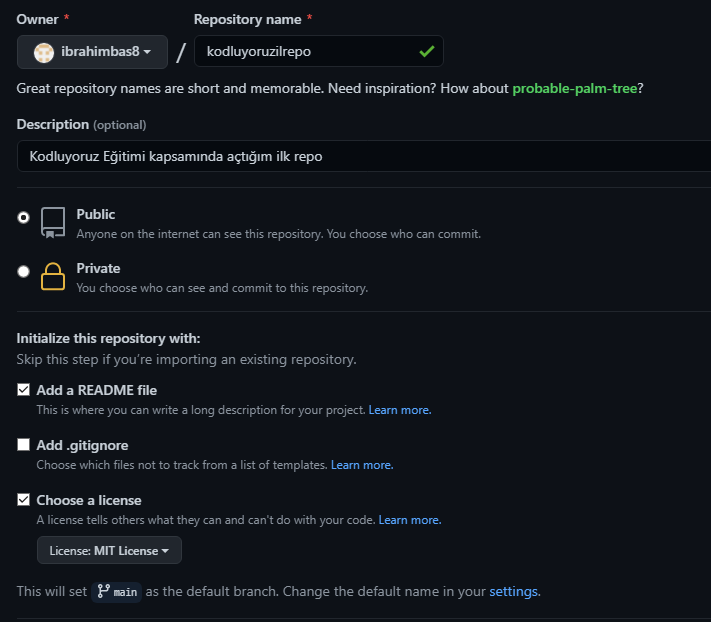 Owner * Repository name *
ibrahimbas8 / kodluyoruzilrepo
Great repository names are short and memorable. Need inspiration? How about probable-palm-tree?
Description (optional)
Kodluyoruz Eğitimi kapsamında açtığım ilk repo
Public
Anyone on the internet can see this repository. You choose who can commit.
Private
You choose who can see and commit to this repository.
Initialize this repository with:
Skip this step if you're importing an existing repository.
Add a README file
This is where you can write a long description for your project. Learn more.
Add .gitignore
Choose which files not to track from a list of templates. Learn more.
Choose a license
A license tells others what they can and can't do with your code. Learn more.
License: MIT License
This will set main as the default branch. Change the default name in your settings.